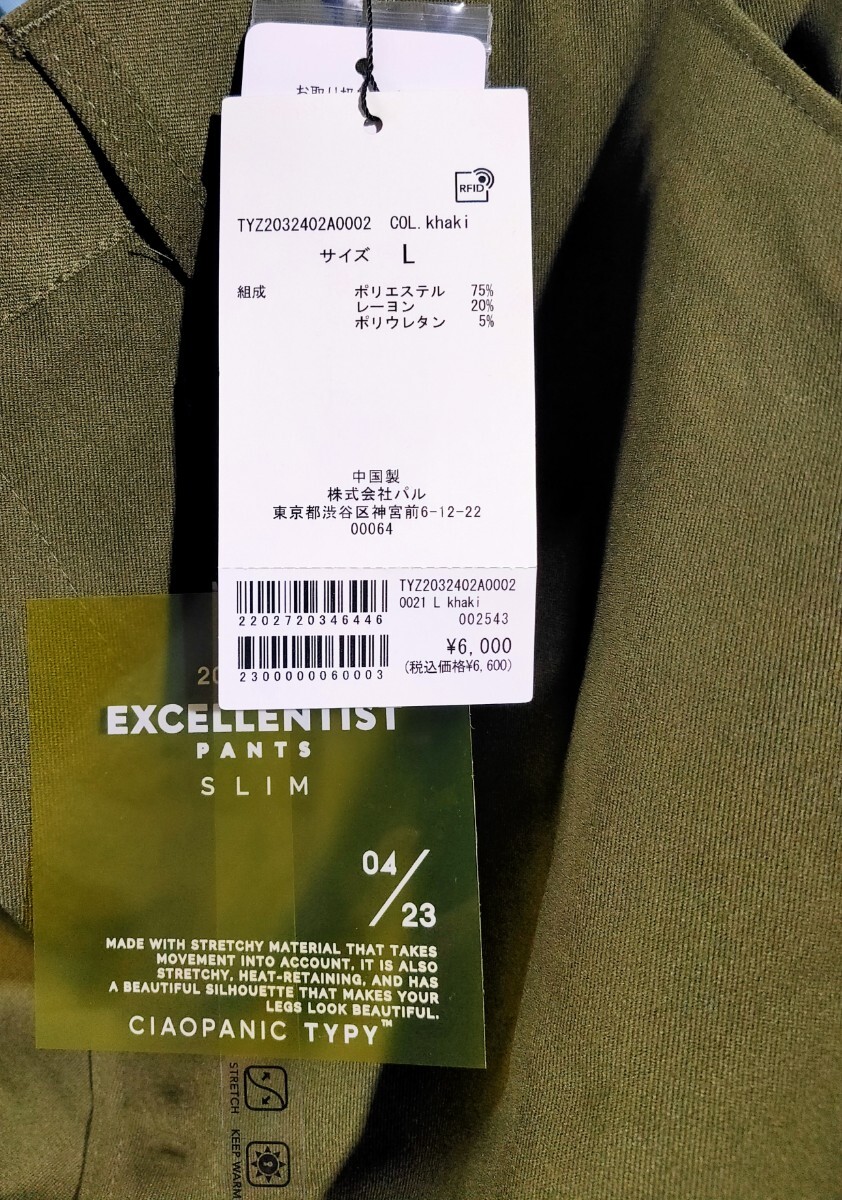 お取り扱
RFID
TYZ2032402A0002 COL.khaki
サイズ L
組成 ポリエステル 75%
レーヨン 20%
ポリウレタン 5%
中国製
株式会社パル
東京都渋谷区神宮前6-12-22
00064
TYZ2032402A0002
0021 L khaki
002543
2202720346446
¥6,000
(税込価格¥6,600)
2300000060003
20
EXCELLENTIST
PANTS
SLIM
04/23
MADE WITH STRETCHY MATERIAL THAT TAKES
MOVEMENT INTO ACCOUNT, IT IS ALSO
STRETCHY, HEAT-RETAINING, AND HAS
A BEAUTIFUL SILHOUETTE THAT MAKES YOUR
LEGS LOOK BEAUTIFUL.
CIAOPANIC TYPY™
STRETCH
KEEP WARM